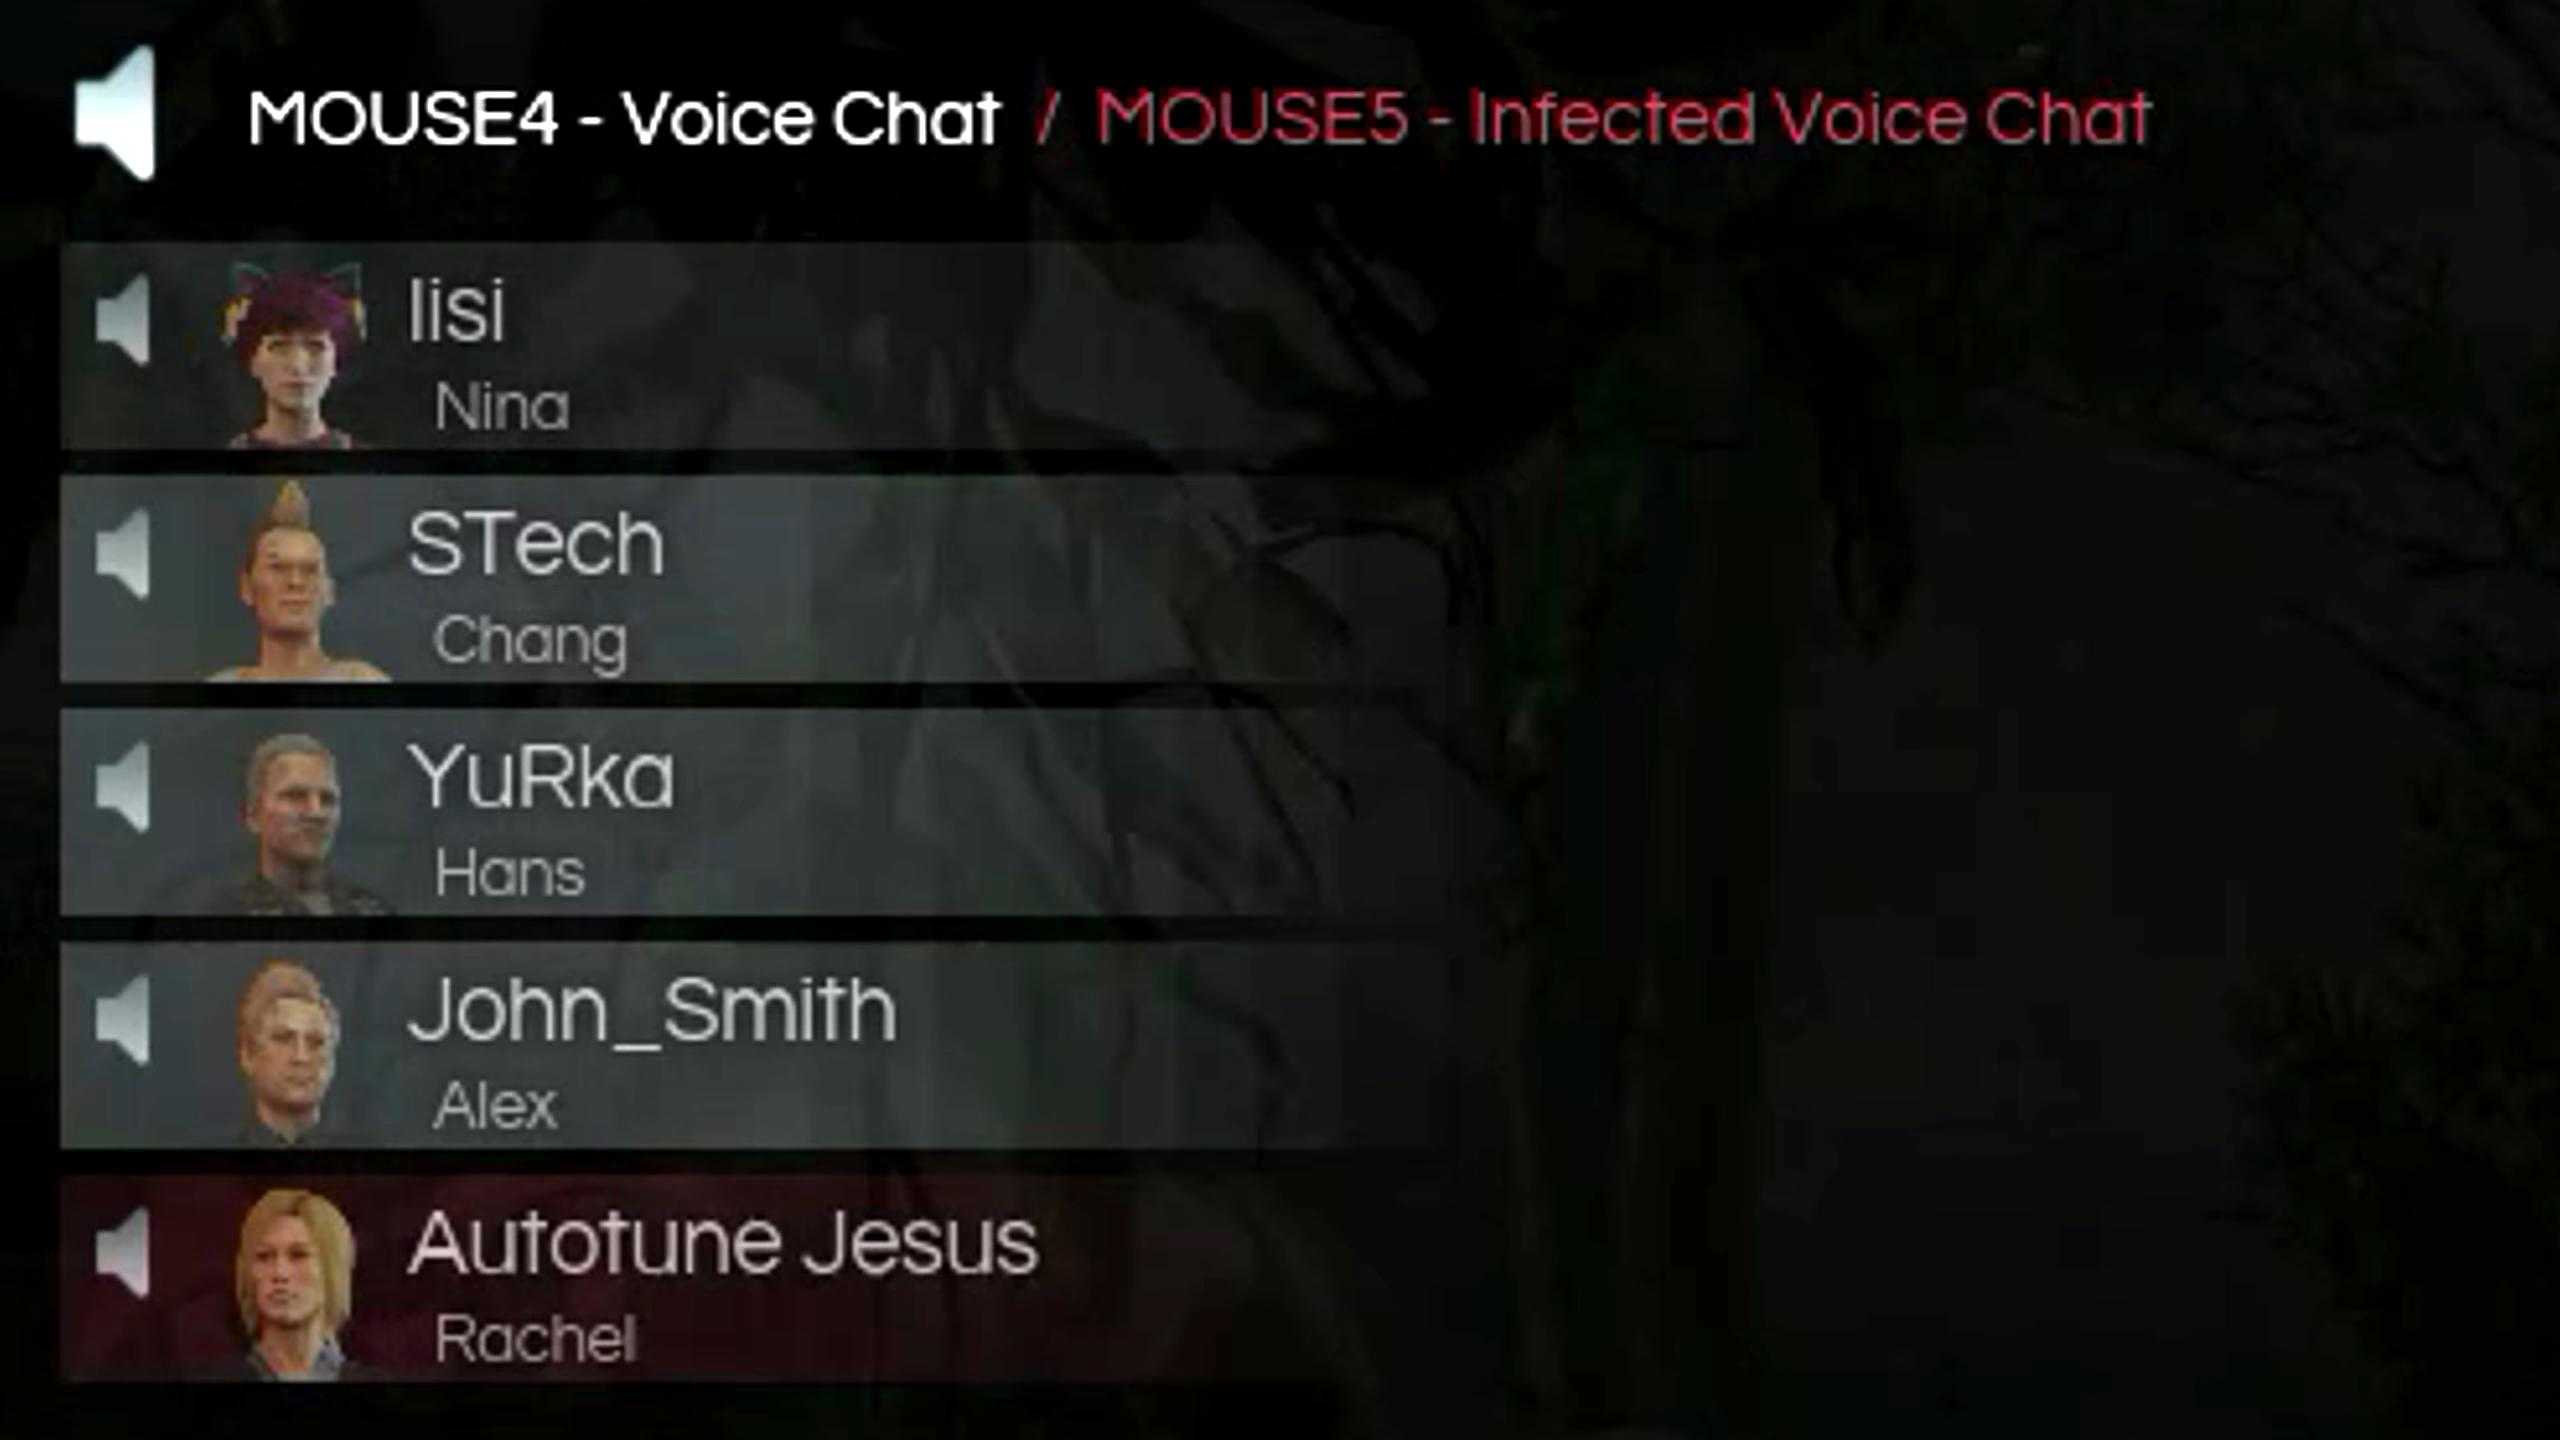 MOUSE4 - Voice Chat / MOUSE5 - Infected Voice Chat
lisi
Nina
STech
Chang
YuRka
Hans
John_Smith
Alex
Autotune Jesus
Rachel